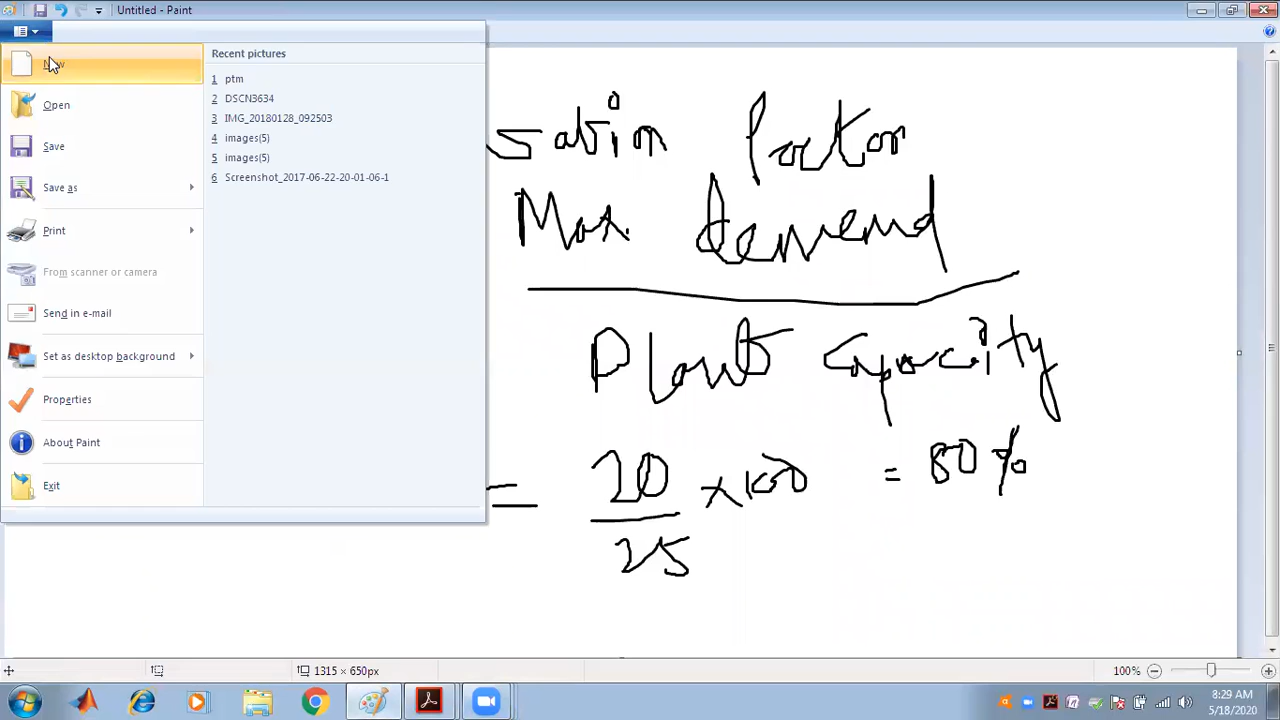 Untitled - Paint
Recent pictures
New
1 ptm
Open
2 DSCN3634
3 IMG_20180128_092503
Save
4 images(5)
5 images(5)
Save as
6 Screenshot_2017-06-22-20-01-06-1
Print
From scanner or camera
Send in e-mail
Set as desktop background
Properties
About Paint
Exit
sation factor
Max. demand
Plant Capacity
= 20 × 100 = 80%
25
1315 × 650px
100%
8:29 AM
5/18/2020